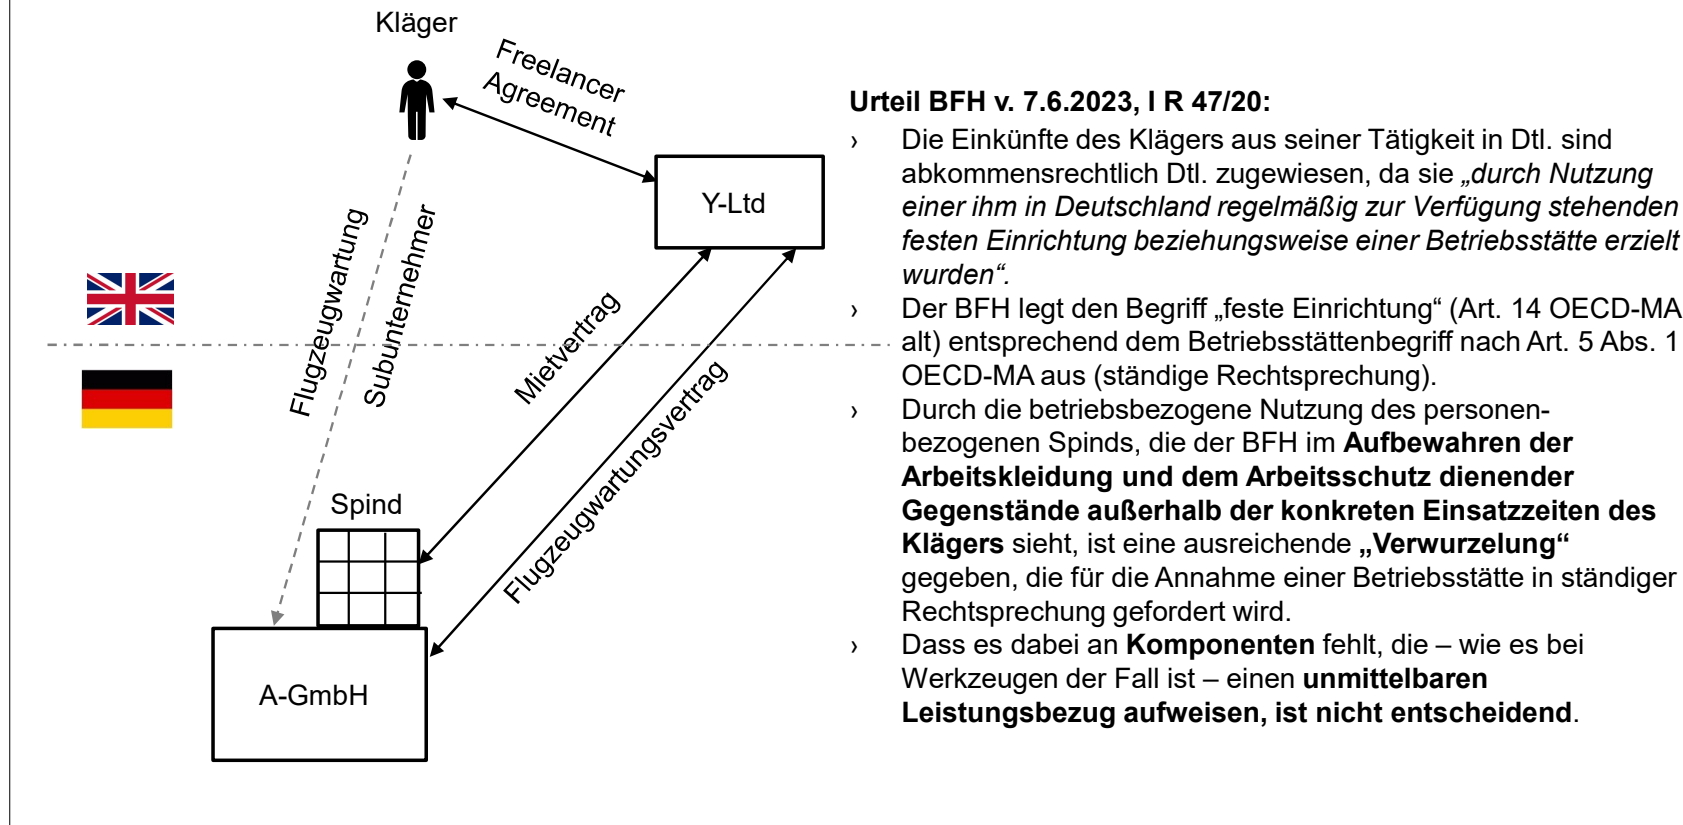 Kläger
Freelancer
Agreement
Y-Ltd
Flugzeugwartung
Subunternehmer
Mietvertrag
Flugzeugwartungsvertrag
Spind
A-GmbH
Urteil BFH v. 7.6.2023, I R 47/20:
› Die Einkünfte des Klägers aus seiner Tätigkeit in Dtl. sind
abkommensrechtlich Dtl. zugewiesen, da sie „durch Nutzung
einer ihm in Deutschland regelmäßig zur Verfügung stehenden
festen Einrichtung beziehungsweise einer Betriebsstätte erzielt
wurden“.
› Der BFH legt den Begriff „feste Einrichtung“ (Art. 14 OECD-MA
alt) entsprechend dem Betriebsstättenbegriff nach Art. 5 Abs. 1
OECD-MA aus (ständige Rechtsprechung).
› Durch die betriebsbezogene Nutzung des personen-
bezogenen Spinds, die der BFH im Aufbewahren der
Arbeitskleidung und dem Arbeitsschutz dienender
Gegenstände außerhalb der konkreten Einsatzzeiten des
Klägers sieht, ist eine ausreichende „Verwurzelung“
gegeben, die für die Annahme einer Betriebsstätte in ständiger
Rechtsprechung gefordert wird.
› Dass es dabei an Komponenten fehlt, die – wie es bei
Werkzeugen der Fall ist – einen unmittelbaren
Leistungsbezug aufweisen, ist nicht entscheidend.